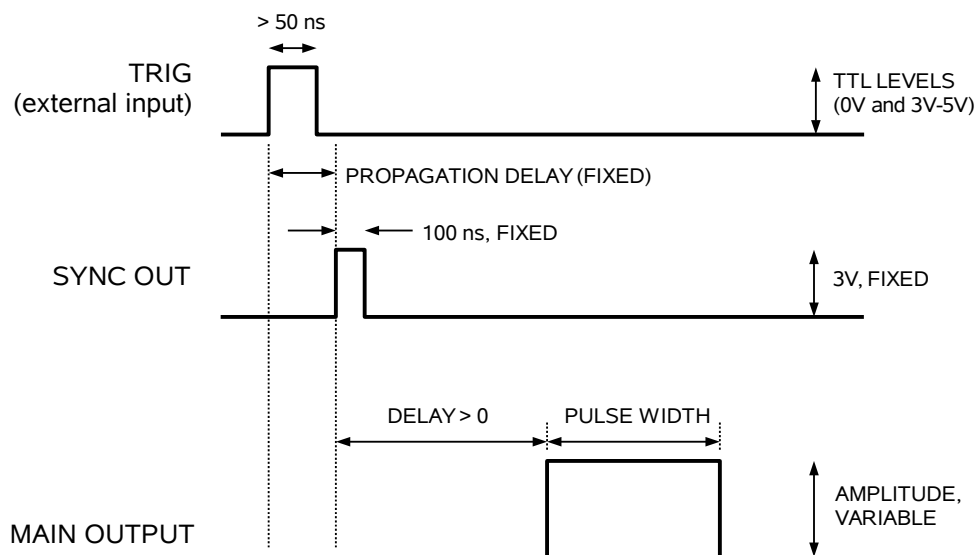 > 50 ns
TRIG
(external input)
TTL LEVELS
(0V and 3V-5V)
PROPAGATION DELAY (FIXED)
100 ns, FIXED
SYNC OUT
3V, FIXED
DELAY > 0
PULSE WIDTH
AMPLITUDE,
VARIABLE
MAIN OUTPUT